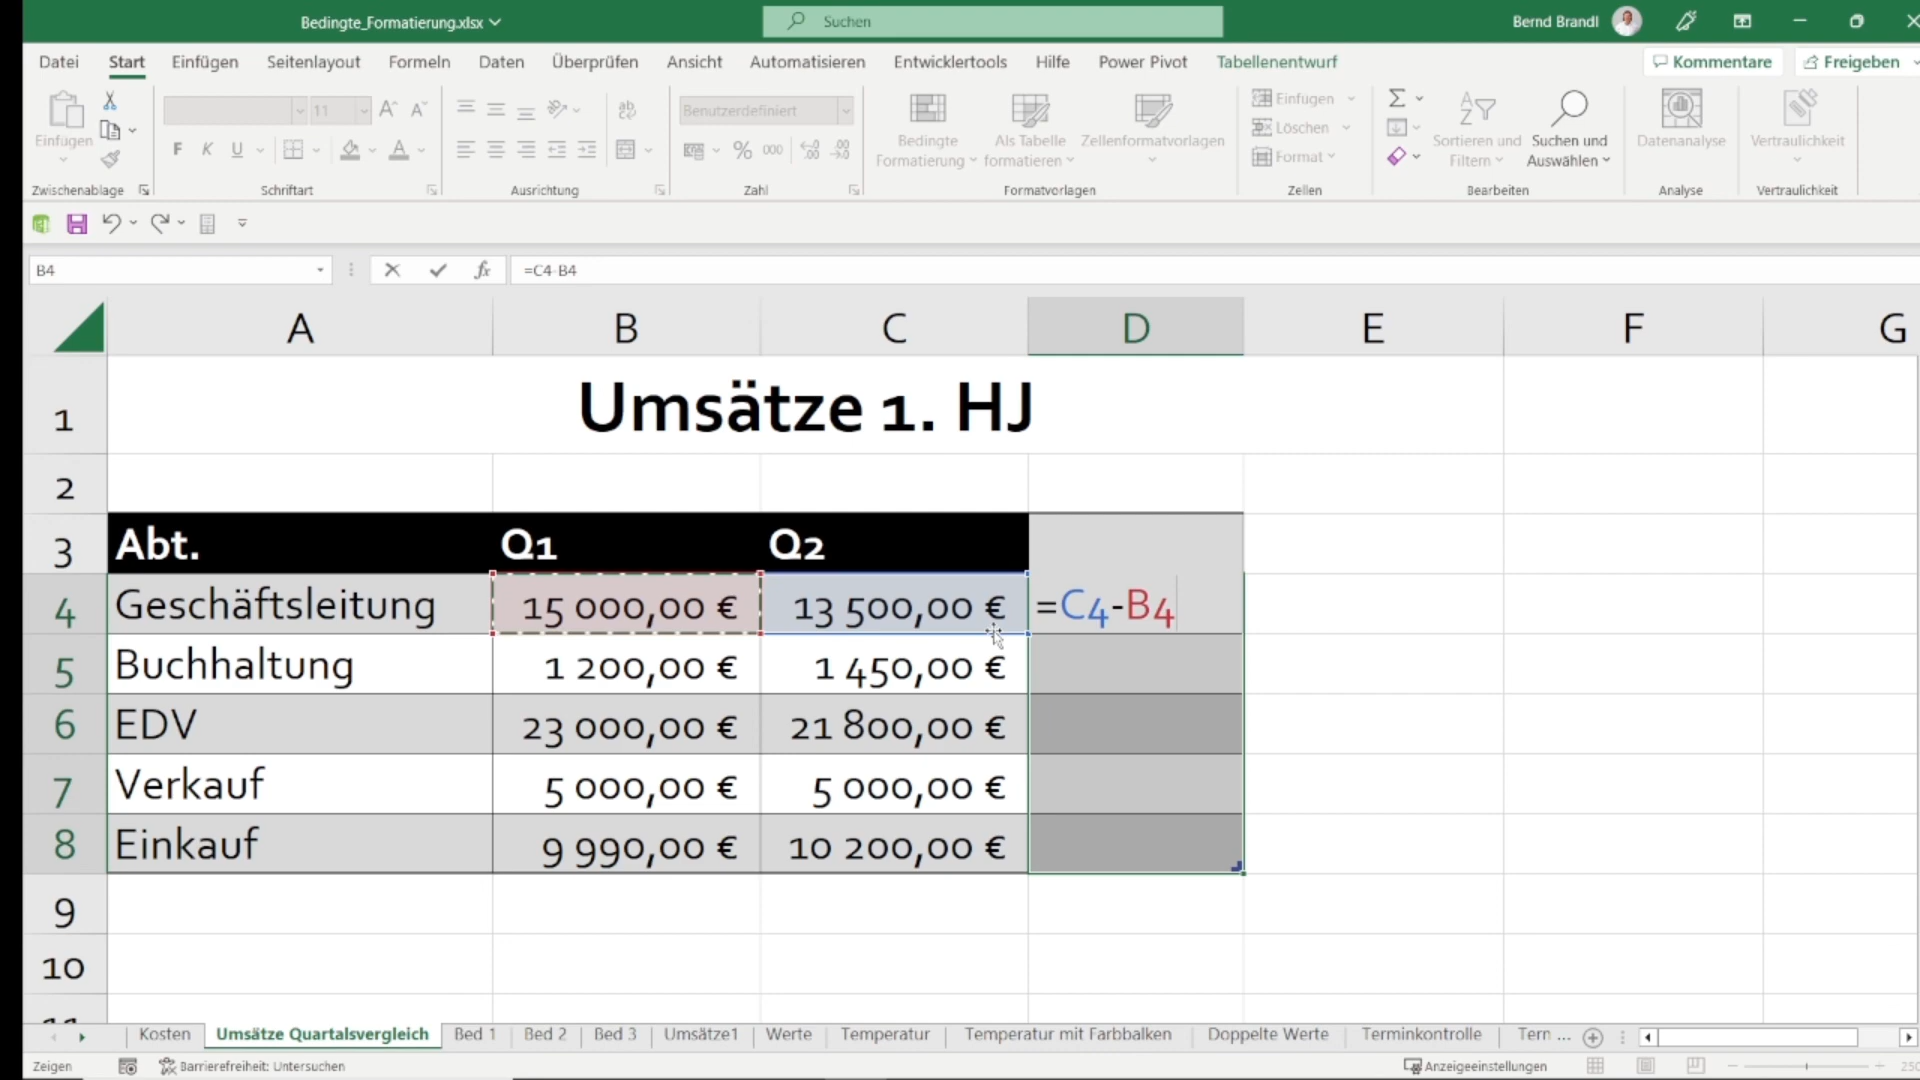 Bedingte_Formatierung.xlsx
Suchen
Bernd Brandl
Datei Start Einfügen Seitenlayout Formeln Daten Überprüfen Ansicht Automatisieren Entwicklertools Hilfe Power Pivot Tabellenentwurf
Kommentare Freigeben
Einfügen
11
F K U
Benutzerdefiniert
% 000
Bedingte Formatierung
Als Tabelle formatieren
Zellenformatvorlagen
Einfügen
Löschen
Format
Sortieren und Filtern
Suchen und Auswählen
Datenanalyse
Vertraulichkeit
Zwischenablage Schriftart Ausrichtung Zahl Formatvorlagen Zellen Bearbeiten Analyse Vertraulichkeit
B4 fx =C4-B4
A B C D E F G
1 Umsätze 1. HJ
2
3 Abt. Q1 Q2
4 Geschäftsleitung 15 000,00 € 13 500,00 € =C4-B4
5 Buchhaltung 1 200,00 € 1 450,00 €
6 EDV 23 000,00 € 21 800,00 €
7 Verkauf 5 000,00 € 5 000,00 €
8 Einkauf 9 990,00 € 10 200,00 €
9
10
11
Kosten Umsätze Quartalsvergleich Bed 1 Bed 2 Bed 3 Umsätze1 Werte Temperatur Temperatur mit Farbbalken Doppelte Werte Terminkontrolle Tern ...
Zeigen Barrierefreiheit: Untersuchen Anzeigeeinstellungen